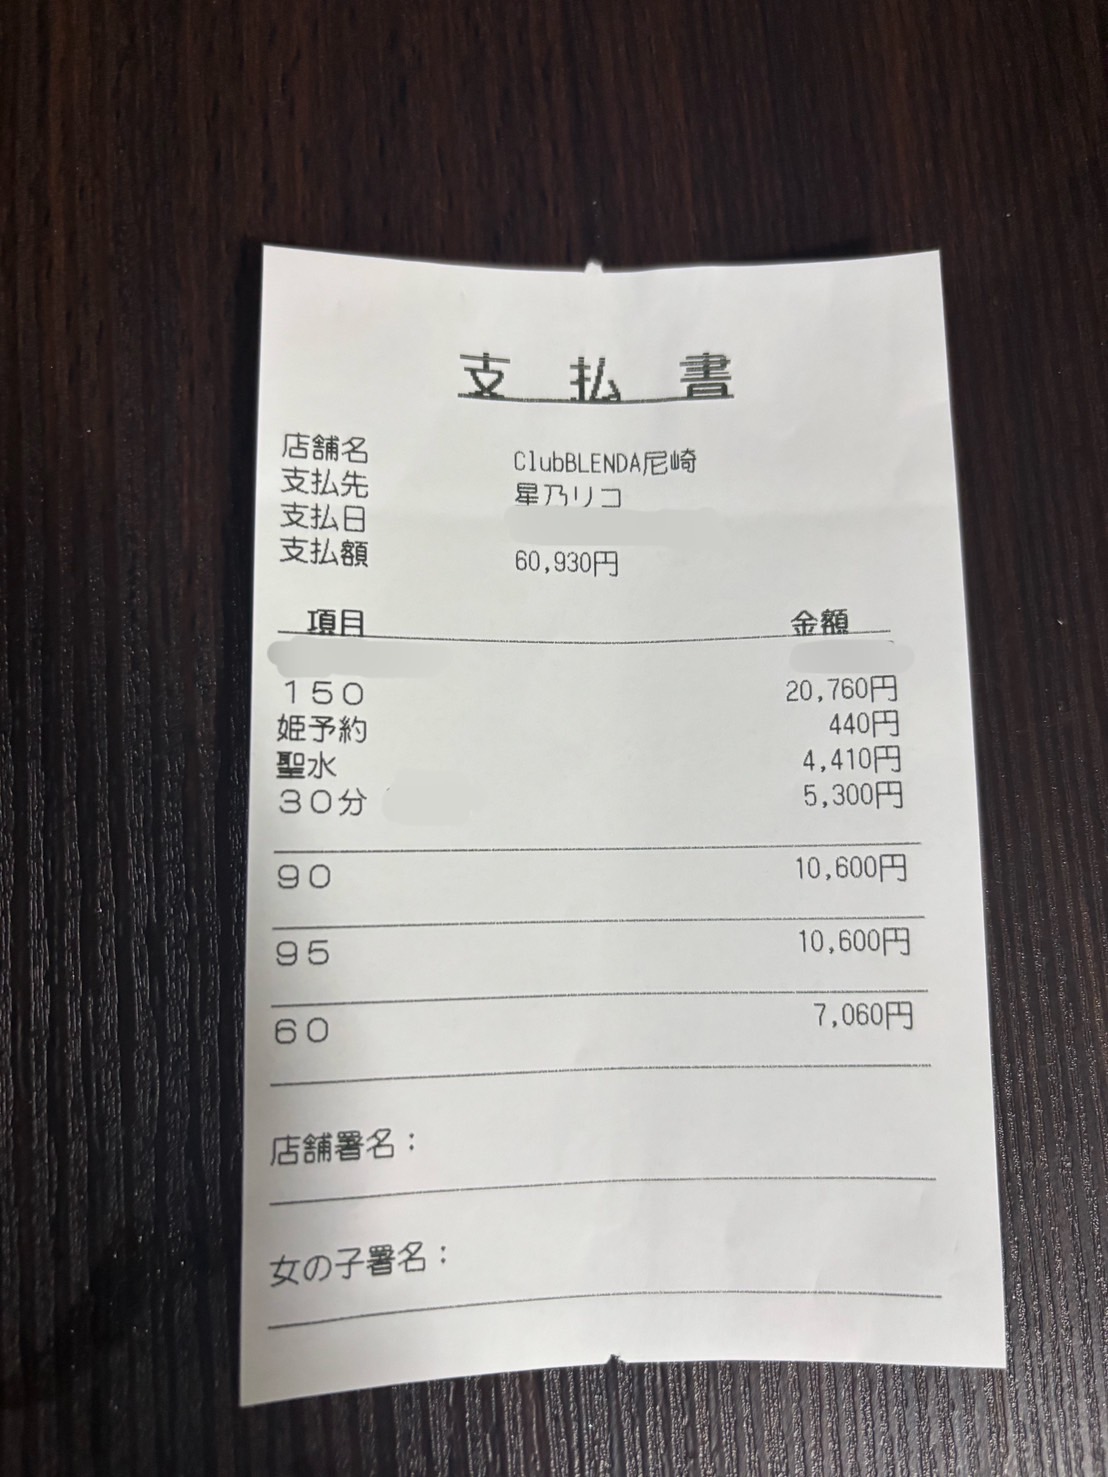 支払書
店舗名 ClubBLENDA尼崎
支払先 星乃リコ
支払日
支払額 60,930円
項目 金額
150 20,760円
姫予約 440円
聖水 4,410円
30分 5,300円
90 10,600円
95 10,600円
60 7,060円
店舗署名：
女の子署名：